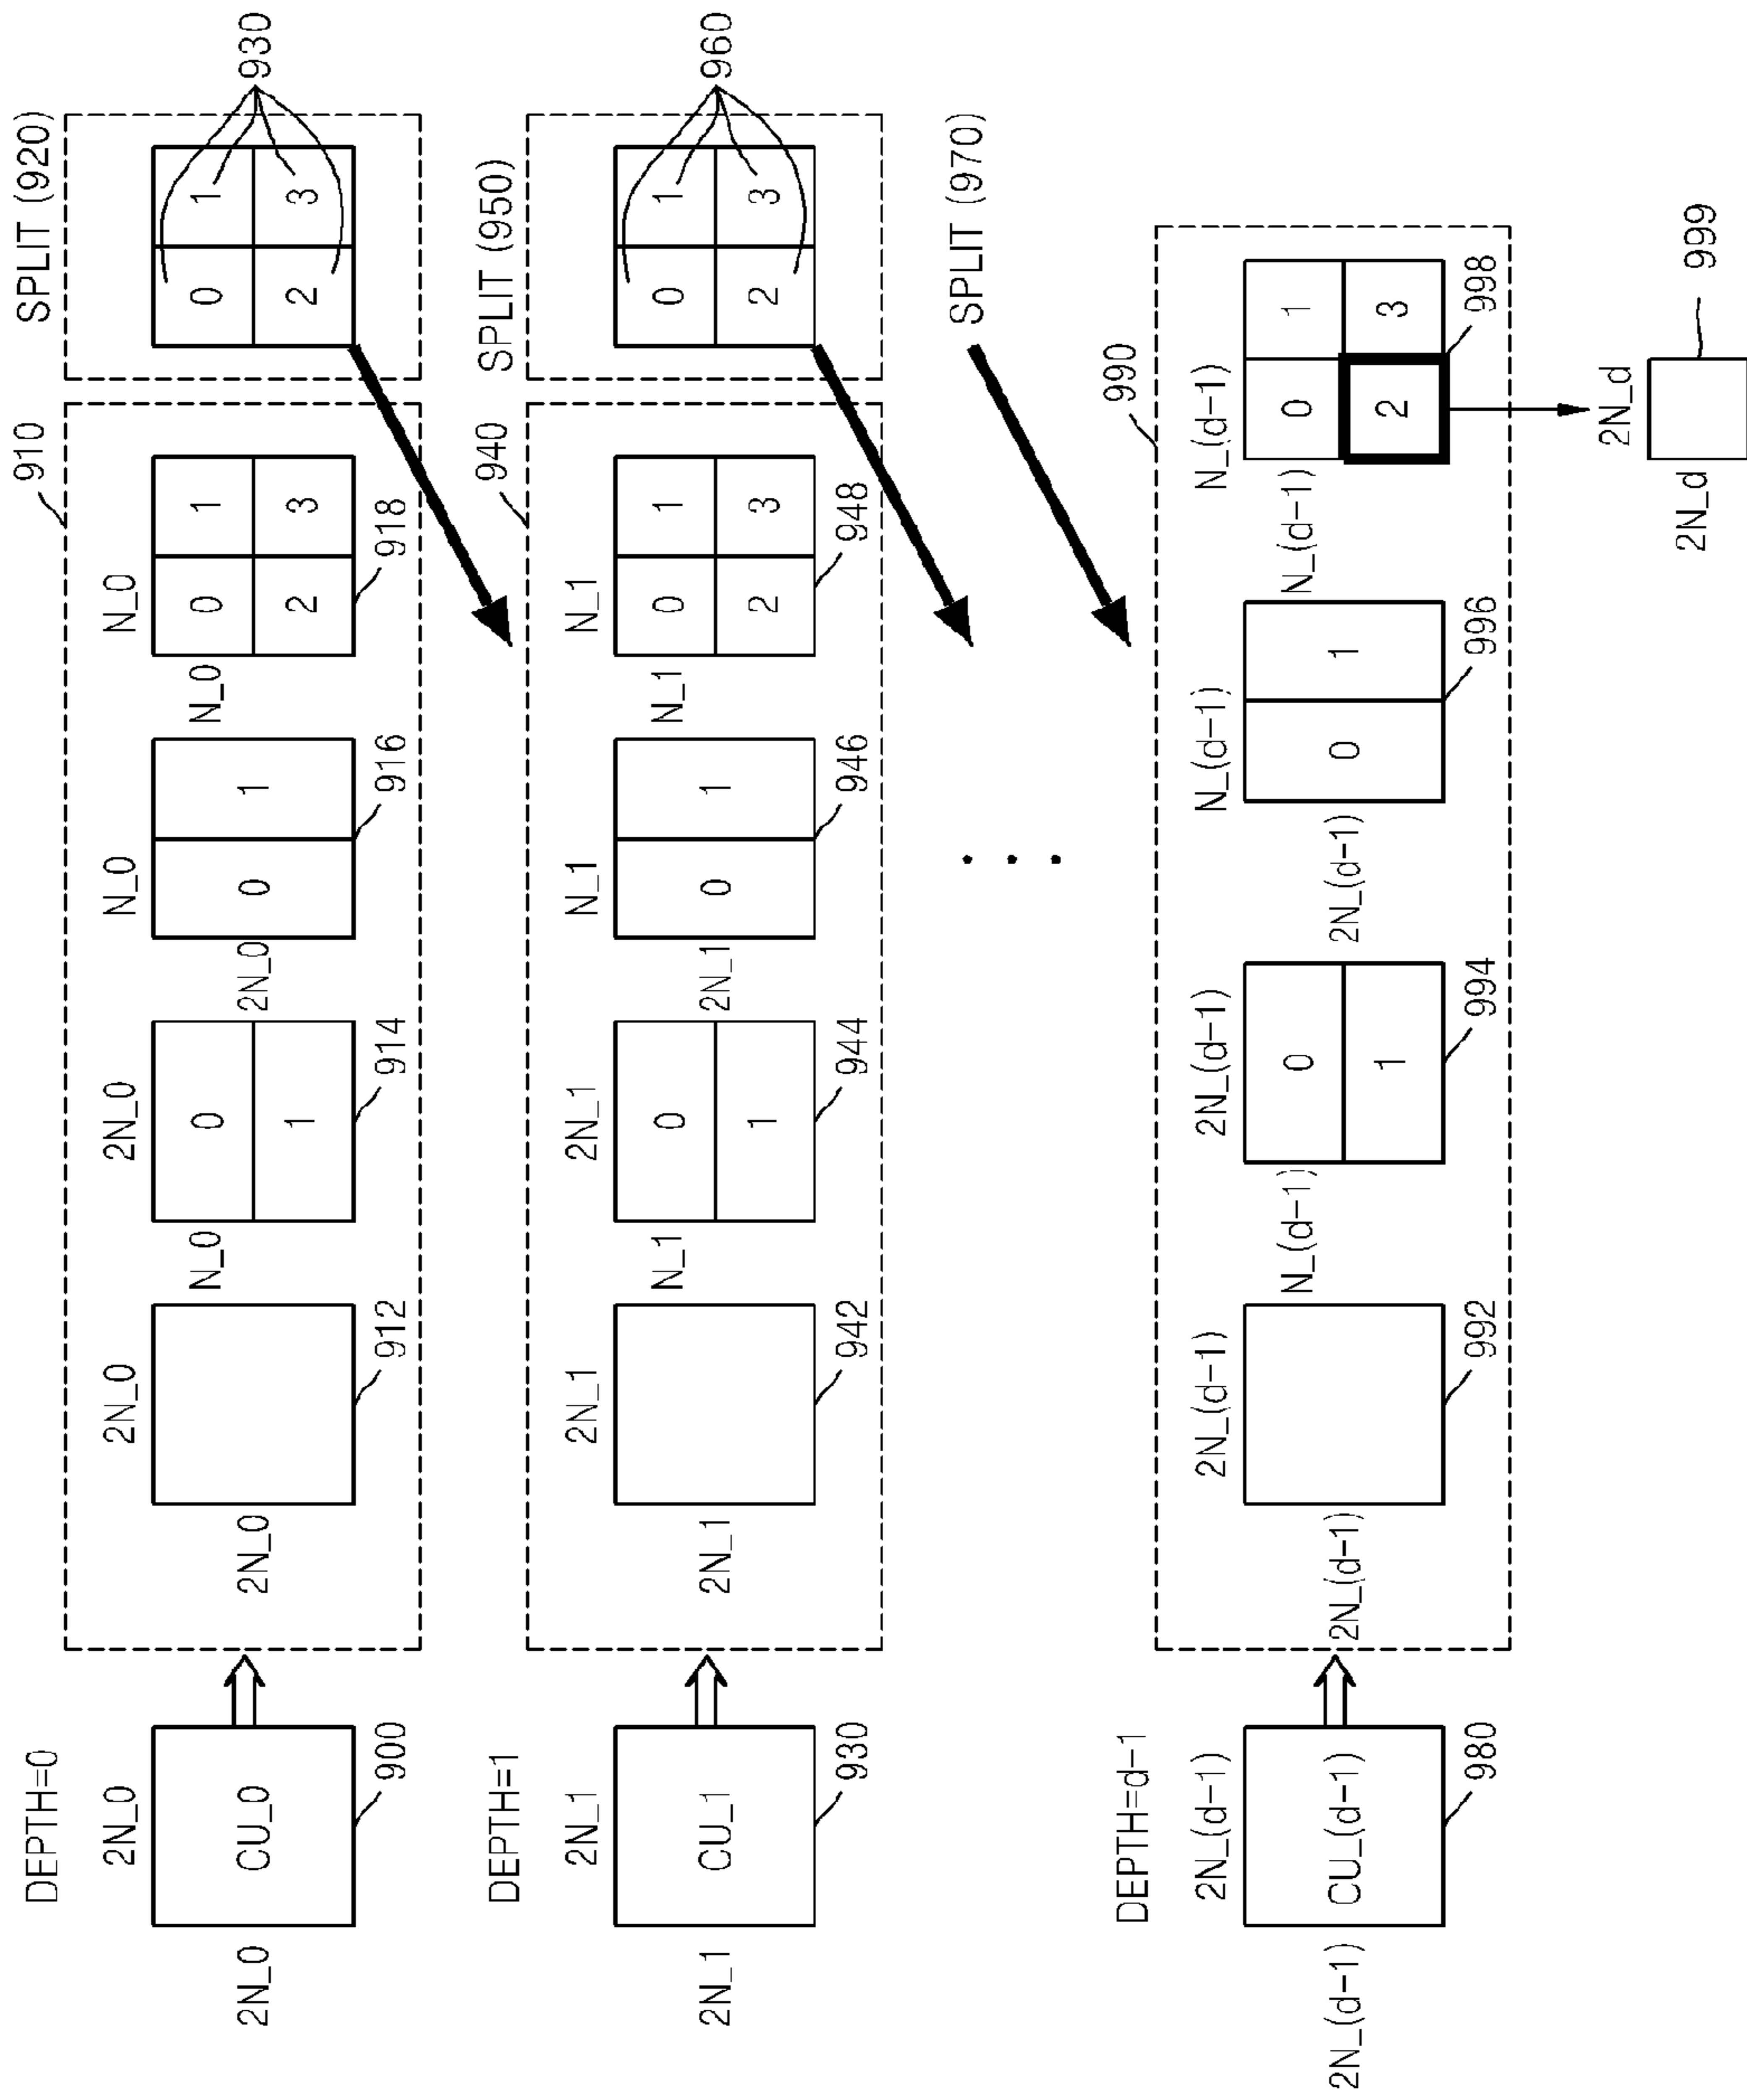 DEPTH=0
2N_0
2N_0
CU_0
900
910
2N_0
2N_0
912
2N_0
N_0
0
1
914
N_0
2N_0
0
1
916
N_0
N_0
0
1
2
3
918
SPLIT (920)
0
1
2
3
930
DEPTH=1
2N_1
2N_1
CU_1
930
940
2N_1
2N_1
942
2N_1
N_1
0
1
944
N_1
2N_1
0
1
946
N_1
N_1
0
1
2
3
948
SPLIT (950)
0
1
2
3
960
SPLIT (970)
DEPTH=d-1
2N_(d-1)
2N_(d-1)
CU_(d-1)
980
990
2N_(d-1)
2N_(d-1)
992
2N_(d-1)
N_(d-1)
0
1
994
N_(d-1)
2N_(d-1)
0
1
996
N_(d-1)
N_(d-1)
0
1
2
3
998
2N_d
2N_d
999